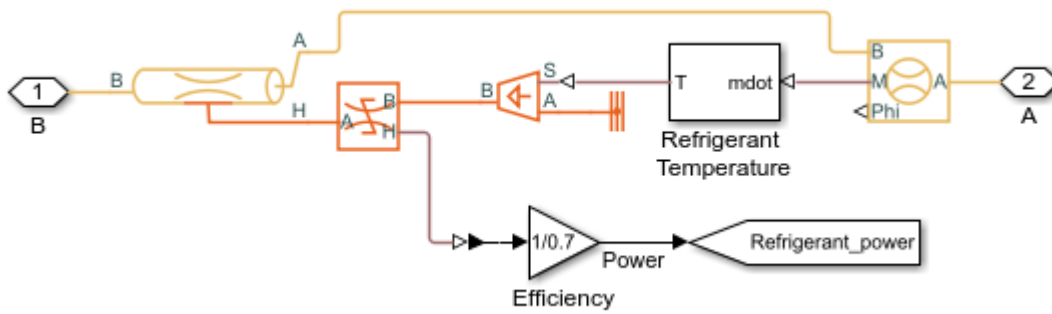 A
B
1
B
B
H
A
B
H
B
S
A
T
mdot
Refrigerant
Temperature
B
M
A
Phi
2
A
1/0.7
Power
Refrigerant_power
Efficiency